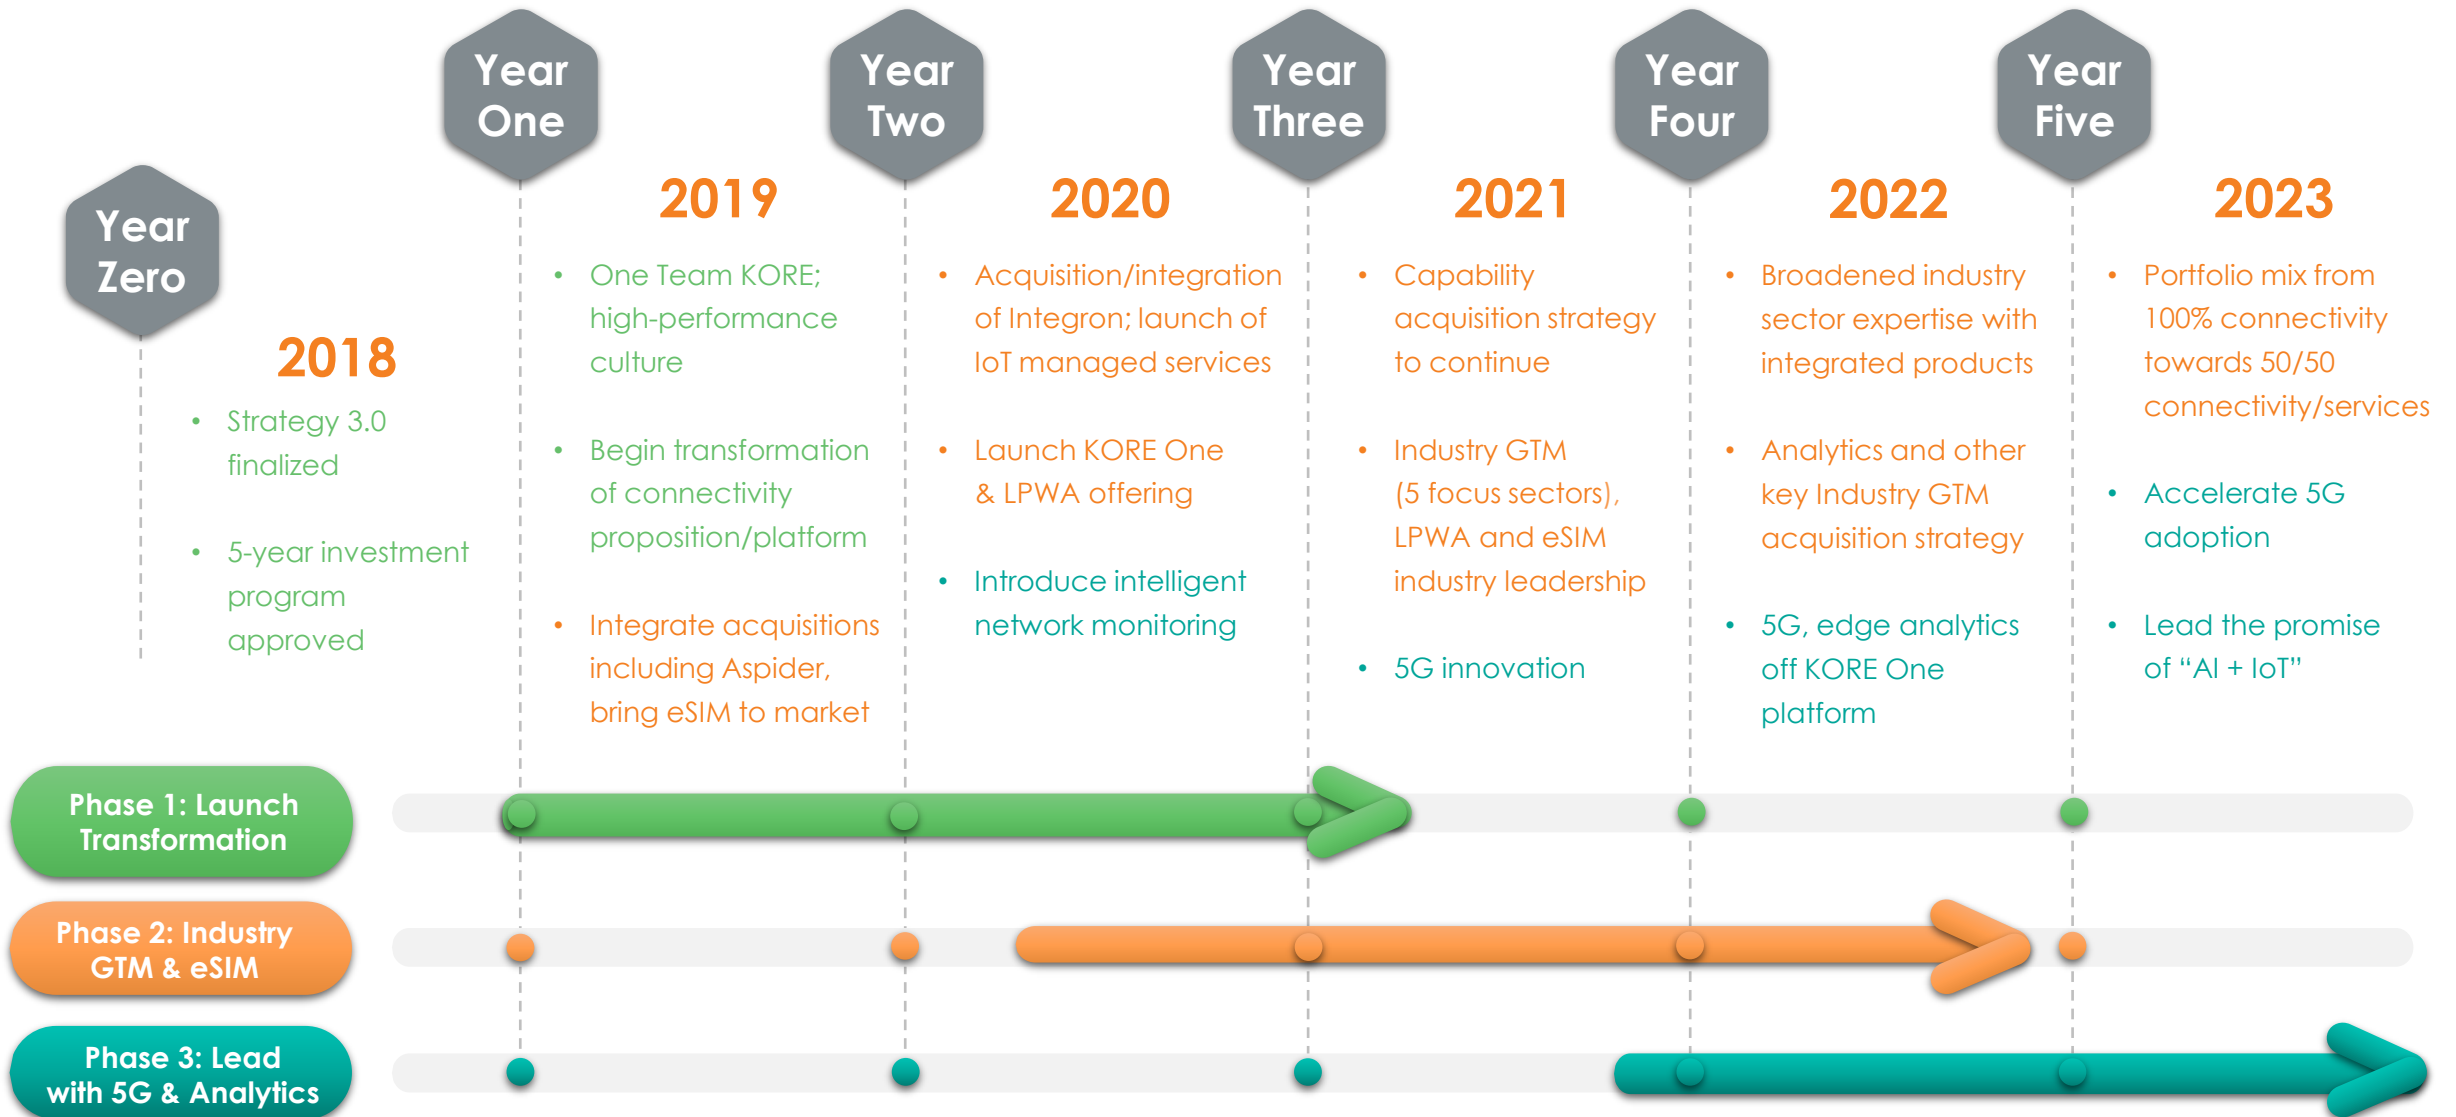 Year
Zero
2018
• Strategy 3.0
finalized
• 5-year investment
program
approved
Year
One
2019
• One Team KORE;
high-performance
culture
• Begin transformation
of connectivity
proposition/platform
• Integrate acquisitions
including Aspider,
bring eSIM to market
Year
Two
2020
• Acquisition/integration
of Integron; launch of
IoT managed services
• Launch KORE One
& LPWA offering
• Introduce intelligent
network monitoring
Year
Three
2021
• Capability
acquisition strategy
to continue
• Industry GTM
(5 focus sectors),
LPWA and eSIM
industry leadership
• 5G innovation
Year
Four
2022
• Broadened industry
sector expertise with
integrated products
• Analytics and other
key Industry GTM
acquisition strategy
• 5G, edge analytics
off KORE One
platform
Year
Five
2023
• Portfolio mix from
100% connectivity
towards 50/50
connectivity/services
• Accelerate 5G
adoption
• Lead the promise
of “AI + IoT”
Phase 1: Launch
Transformation
Phase 2: Industry
GTM & eSIM
Phase 3: Lead
with 5G & Analytics